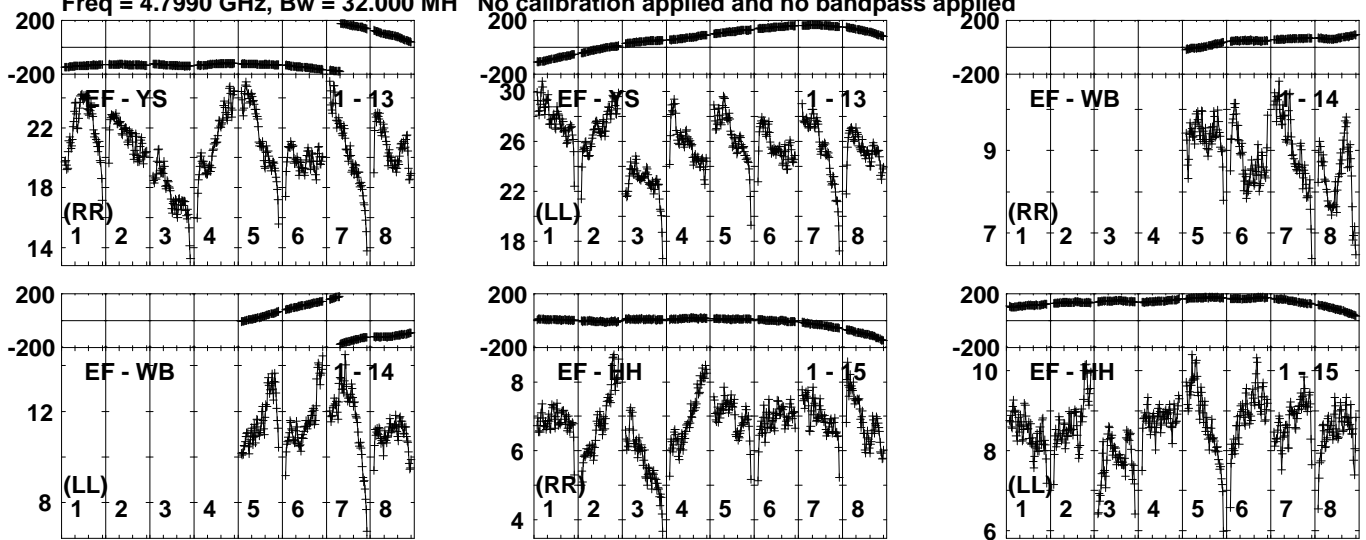 Freq = 4.7990 GHz, Bw = 32.000 MH No calibration applied and no bandpass applied
200
-200
EF - YS 1 - 13
22
18
14
(RR)
1 2 3 4 5 6 7 8
30
26
22
18
EF - YS 1 - 13
(LL)
1 2 3 4 5 6 7 8
200
-200
EF - WB 1 - 14
9
7
(RR)
1 2 3 4 5 6 7 8
200
-200
EF - WB 1 - 14
12
8
(LL)
1 2 3 4 5 6 7 8
200
-200
EF - HH 1 - 15
8
6
4
(RR)
1 2 3 4 5 6 7 8
200
-200
EF - HH 1 - 15
10
8
6
(LL)
1 2 3 4 5 6 7 8